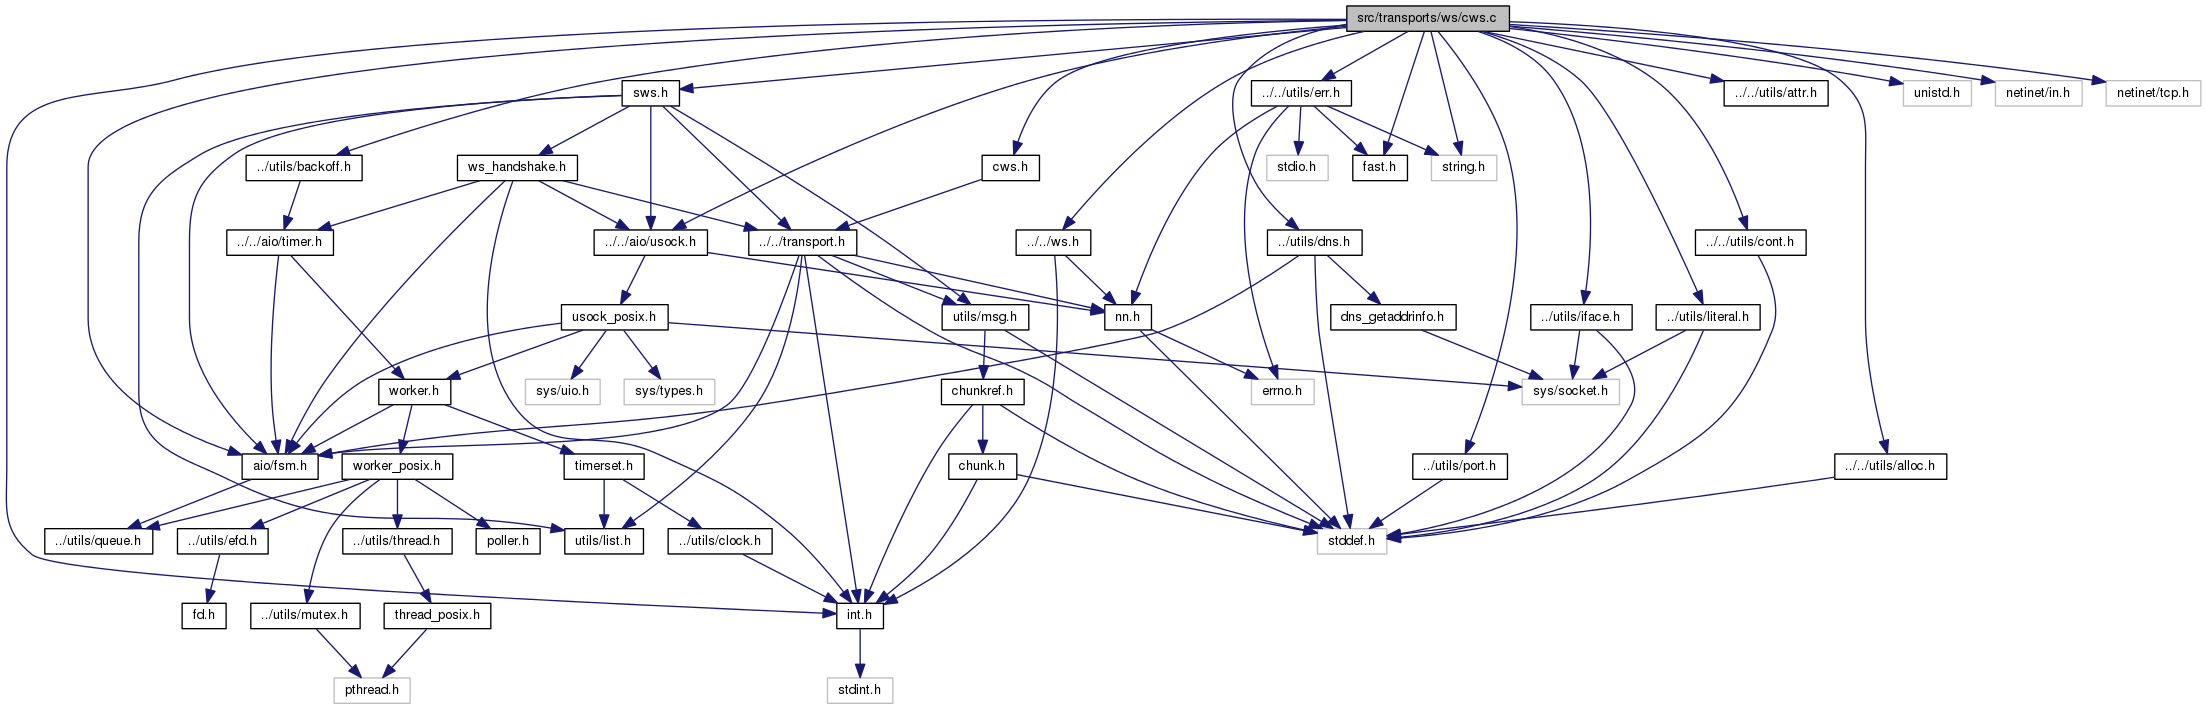 src/transports/ws/cws.c
sws.h
../../utils/err.h
../../utils/attr.h
unistd.h
netinet/in.h
netinet/tcp.h
../utils/backoff.h
ws_handshake.h
cws.h
stdio.h
fast.h
string.h
../../aio/timer.h
../../aio/usock.h
../../transport.h
../../ws.h
../utils/dns.h
../../utils/cont.h
usock_posix.h
utils/msg.h
nn.h
dns_getaddrinfo.h
../utils/iface.h
../utils/literal.h
worker.h
sys/uio.h
sys/types.h
chunkref.h
errno.h
sys/socket.h
aio/fsm.h
worker_posix.h
timerset.h
chunk.h
../utils/port.h
../../utils/alloc.h
../utils/queue.h
../utils/efd.h
../utils/thread.h
poller.h
utils/list.h
../utils/clock.h
stddef.h
fd.h
../utils/mutex.h
thread_posix.h
int.h
pthread.h
stdint.h